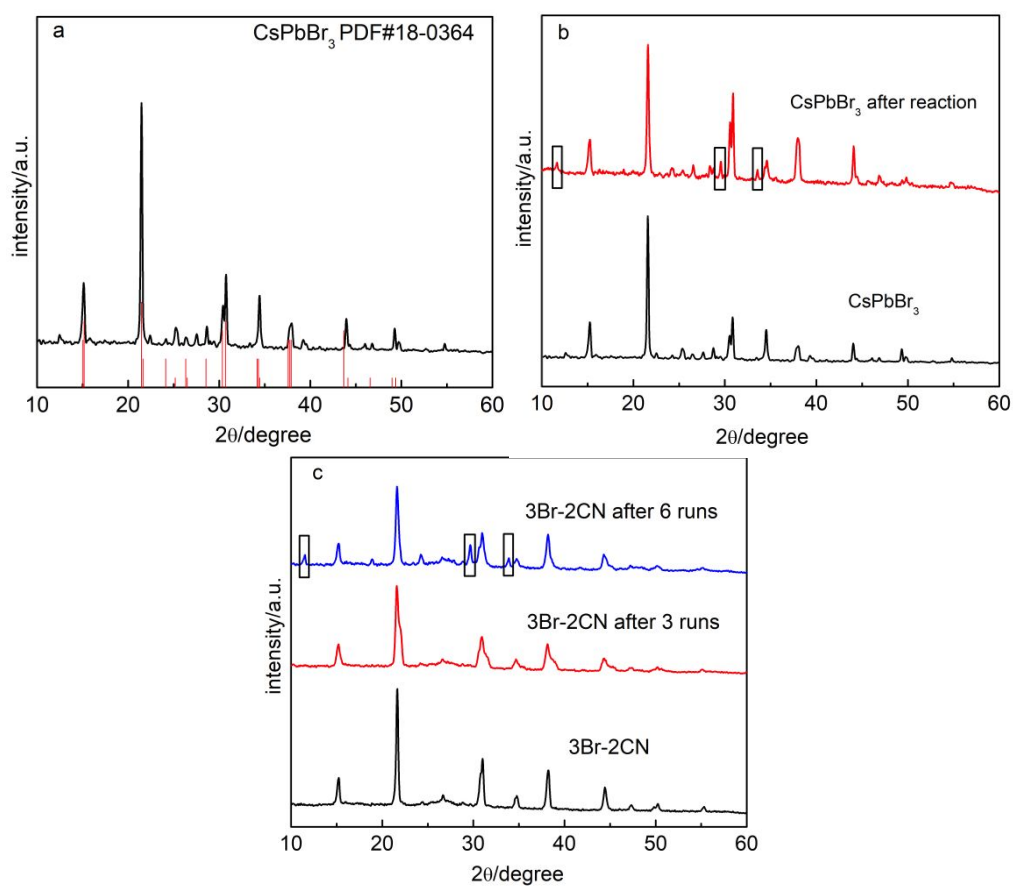 a
CsPbBr₃ PDF#18-0364
intensity/a.u.
10 20 30 40 50 60
2θ/degree
b
CsPbBr₃ after reaction
CsPbBr₃
intensity/a.u.
10 20 30 40 50 60
2θ/degree
c
3Br-2CN after 6 runs
3Br-2CN after 3 runs
3Br-2CN
intensity/a.u.
10 20 30 40 50 60
2θ/degree